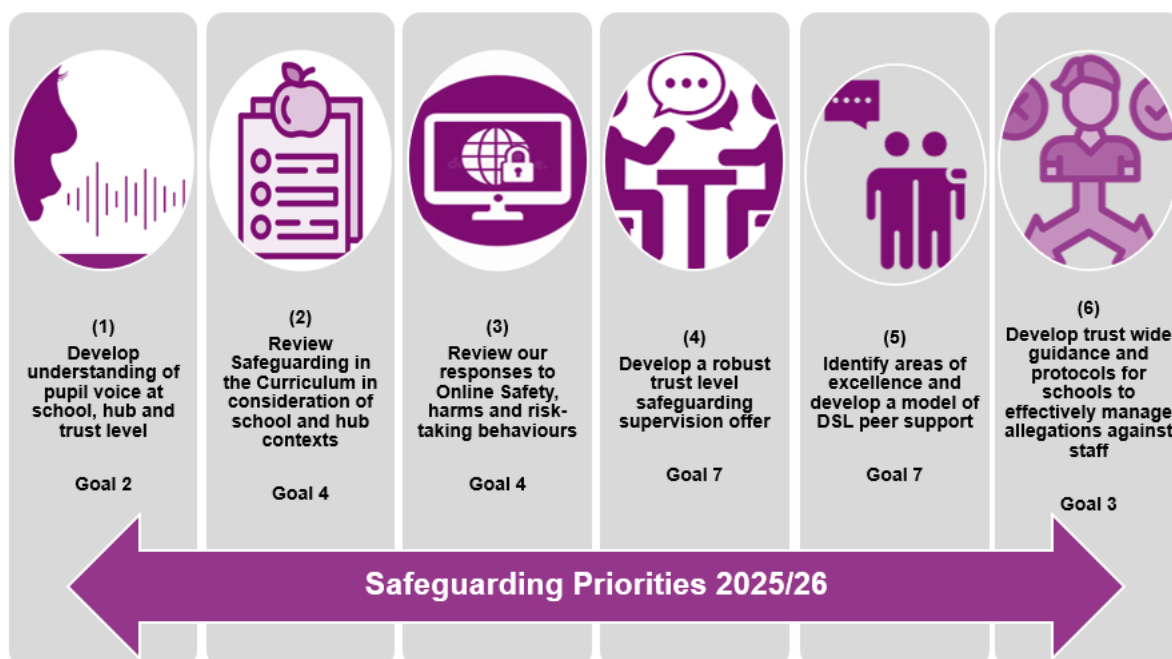 (1)
Develop
understanding of
pupil voice at
school, hub and
trust level
Goal 2
(2)
Review
Safeguarding in
the Curriculum in
consideration of
school and hub
contexts
Goal 4
(3)
Review our
responses to
Online Safety,
harms and risk-
taking behaviours
Goal 4
(4)
Develop a robust
trust level
safeguarding
supervision offer
Goal 7
(5)
Identify areas of
excellence and
develop a model of
DSL peer support
Goal 7
(6)
Develop trust wide
guidance and
protocols for
schools to
effectively manage
allegations against
staff
Goal 3
Safeguarding Priorities 2025/26